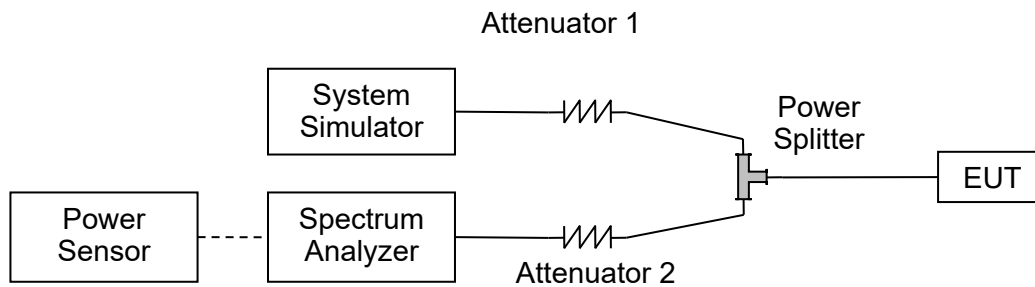 Attenuator 1
System
Simulator
Power
Splitter
EUT
Power
Sensor
Spectrum
Analyzer
Attenuator 2